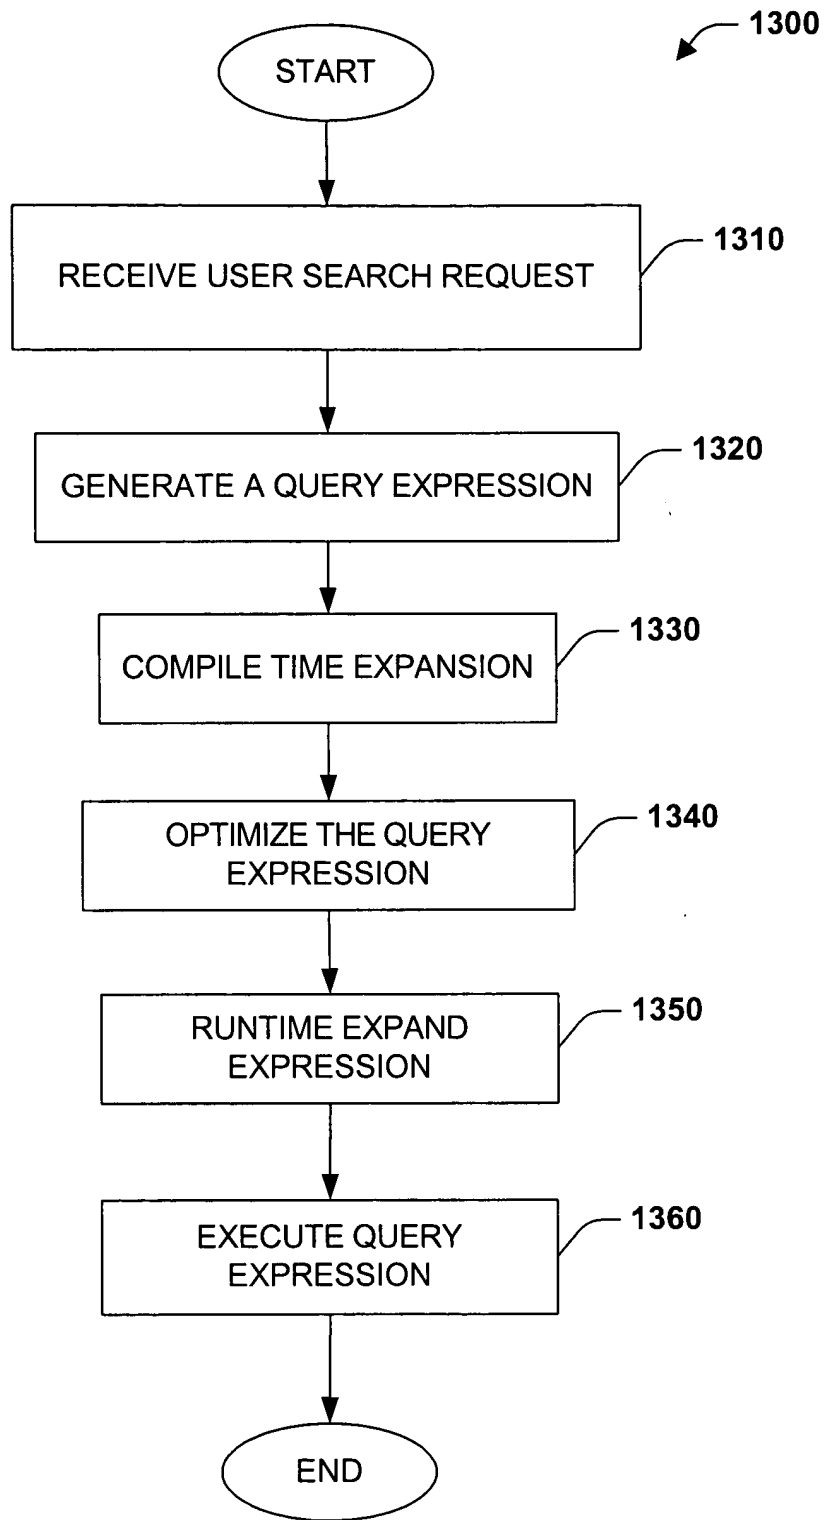 1300
START
RECEIVE USER SEARCH REQUEST
1310
GENERATE A QUERY EXPRESSION
1320
COMPILE TIME EXPANSION
1330
OPTIMIZE THE QUERY
EXPRESSION
1340
RUNTIME EXPAND
EXPRESSION
1350
EXECUTE QUERY
EXPRESSION
1360
END